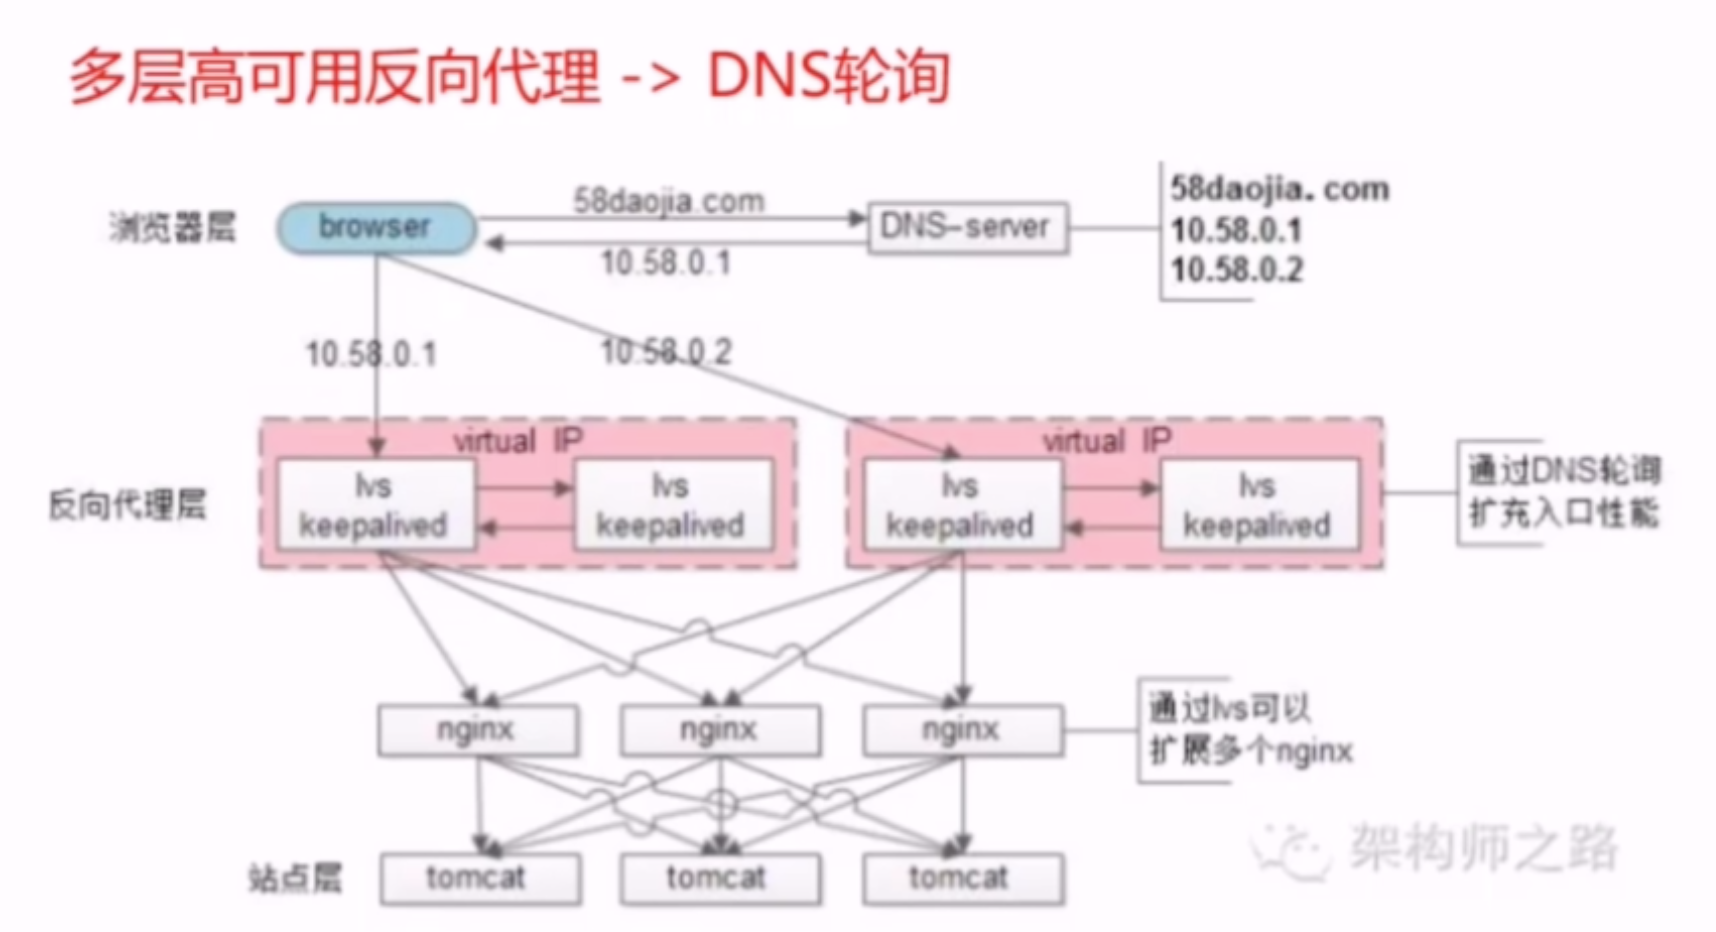 多层高可用反向代理 -> DNS轮询
58daojia.com
浏览器层
browser
DNS-server
10.58.0.1
58daojia.com
10.58.0.1
10.58.0.2
10.58.0.1
10.58.0.2
反向代理层
virtual IP
lvs
keepalived
lvs
keepalived
virtual IP
lvs
keepalived
lvs
keepalived
通过DNS轮询
扩充入口性能
nginx
nginx
nginx
通过lvs可以
扩展多个nginx
站点层
tomcat
tomcat
tomcat
架构师之路